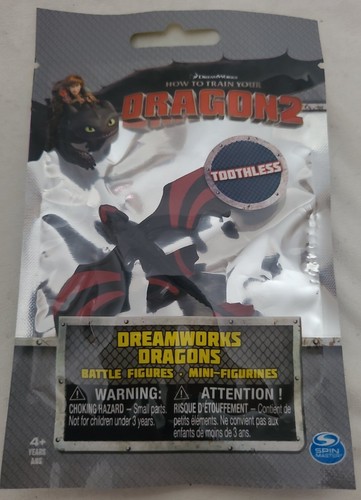 DREAMWORKS
HOW TO TRAIN YOUR
DRAGON2
TOOTHLESS
DREAMWORKS
DRAGONS
BATTLE FIGURES • MINI-FIGURINES
WARNING:
CHOKING HAZARD – Small parts.
Not for children under 3 years.
ATTENTION !
RISQUE D'ÉTOUFFEMENT – Contient de
petits éléments. Ne convient pas aux
enfants de moins de 3 ans.
4+
YEARS
ANS
SPIN
MASTER